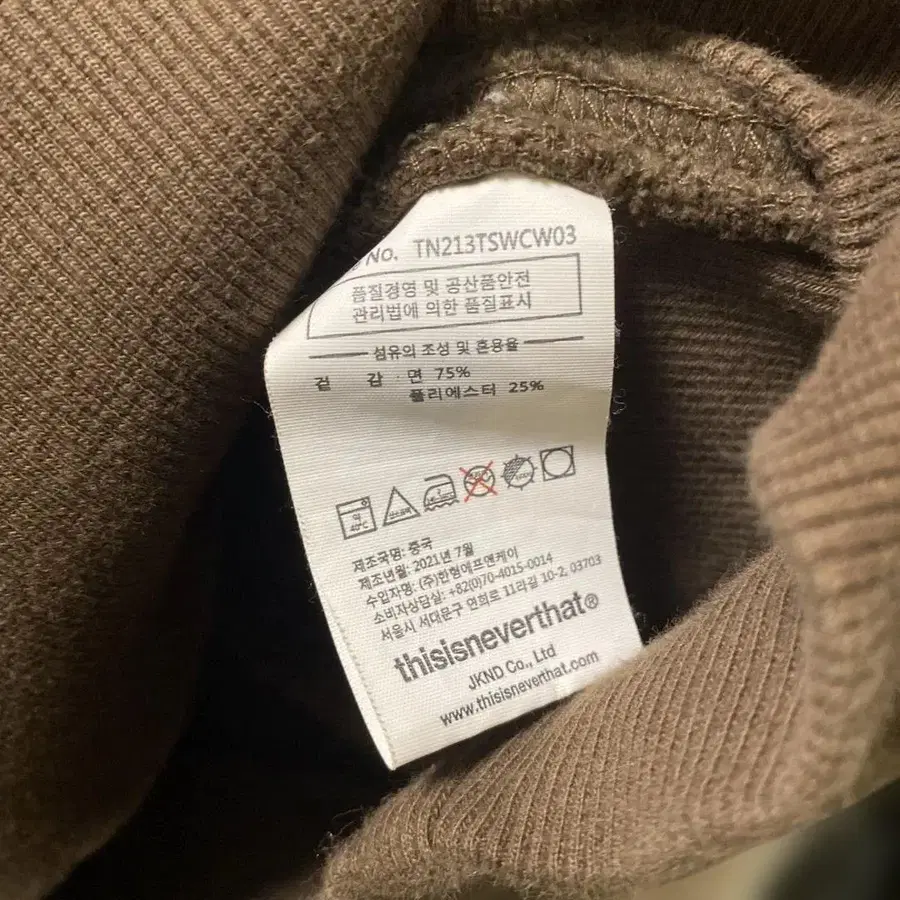 No. TN213TSWCW03
품질경영 및 공산품안전
관리법에 의한 품질표시
섬유의 조성 및 혼용율
겉 감 면 75%
폴리에스터 25%
약 40℃
제조국명: 중국
제조년월: 2021년 7월
수입자명: (주)한형에프엔케이
소비자상담실: +82(0)70-4015-0014
서울시 서대문구 연희로 11라길 10-2, 03703
thisisneverthat®
JKND Co., Ltd
www.thisisneverthat.com